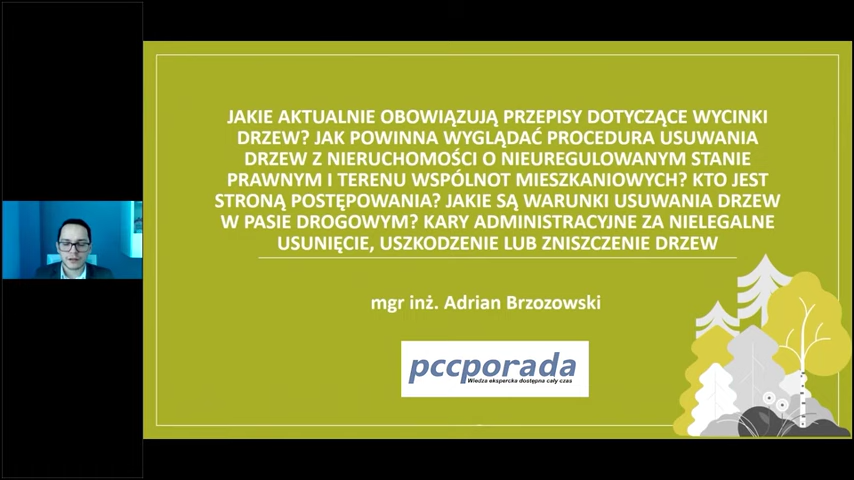 JAKIE AKTUALNIE OBOWIĄZUJĄ PRZEPISY DOTYCZĄCE WYCINKI
DRZEW? JAK POWINNA WYGLĄDAĆ PROCEDURA USUWANIA
DRZEW Z NIERUCHOMOŚCI O NIEUREGULOWANYM STANIE
PRAWNYM I TERENU WSPÓLNOT MIESZKANIOWYCH? KTO JEST
STRONĄ POSTĘPOWANIA? JAKIE SĄ WARUNKI USUWANIA DRZEW
W PASIE DROGOWYM? KARY ADMINISTRACYJNE ZA NIELEGALNE
USUNIĘCIE, USZKODZENIE LUB ZNISZCZENIE DRZEW
mgr inż. Adrian Brzozowski
pccporada
Wiedza ekspercka dostępna cały czas